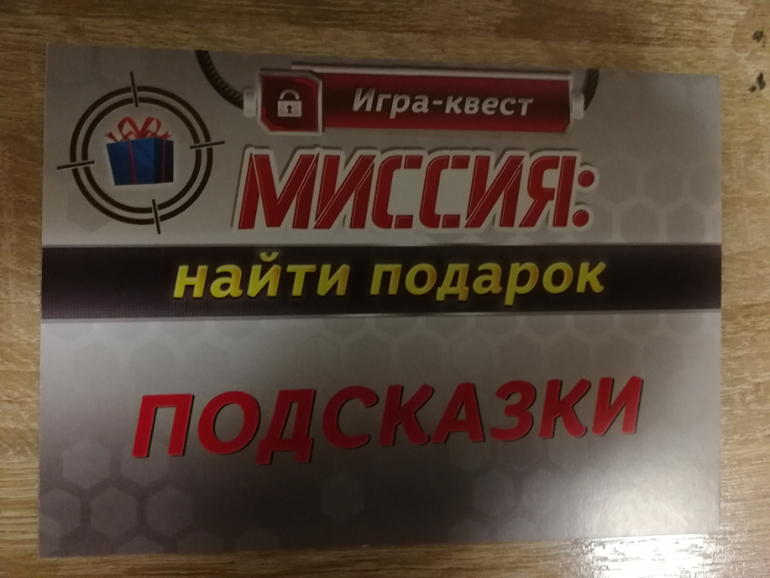 Игра-квест
МИССИЯ:
найти подарок
ПОДСКАЗКИ